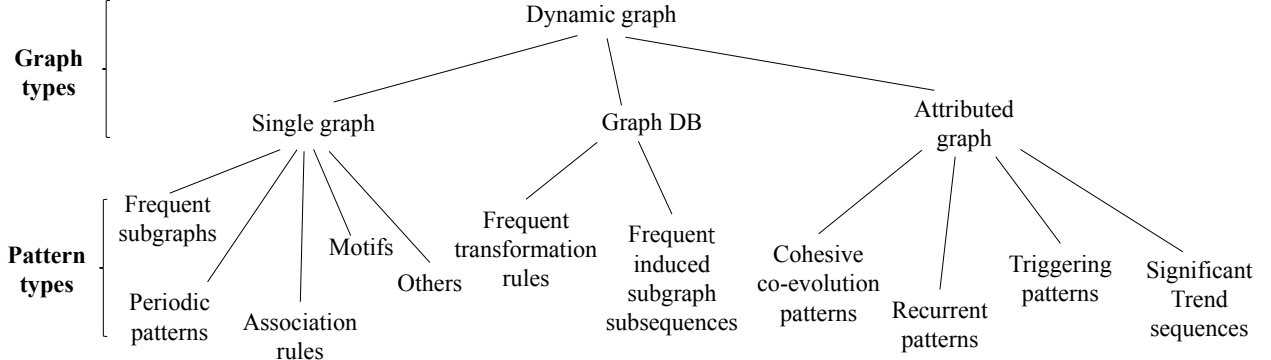 Dynamic graph
Graph
types
Single graph
Graph DB
Attributed
graph
Pattern
types
Frequent
subgraphs
Periodic
patterns
Association
rules
Motifs
Others
Frequent
transformation
rules
Frequent
induced
subgraph
subsequences
Cohesive
co-evolution
patterns
Recurrent
patterns
Triggering
patterns
Significant
Trend
sequences